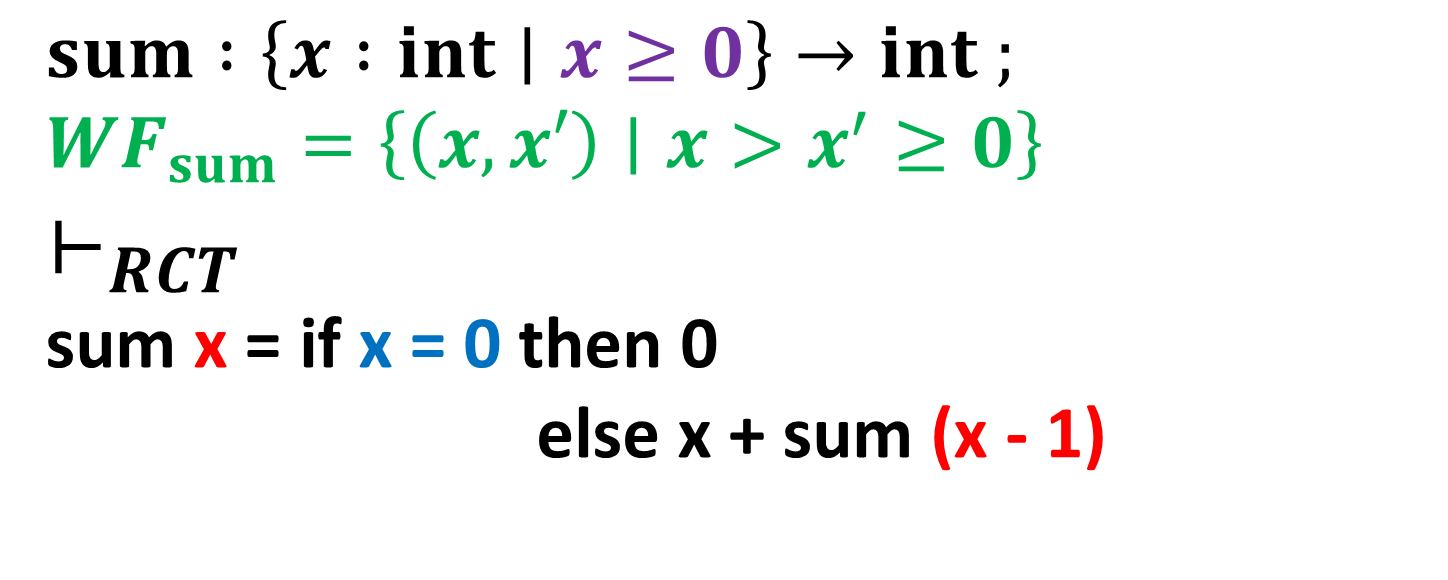 sum : {x : int | x ≥ 0} → int ;
WF_sum = {(x, x′) | x > x′ ≥ 0}
⊢_RCT
sum x = if x = 0 then 0
else x + sum (x - 1)